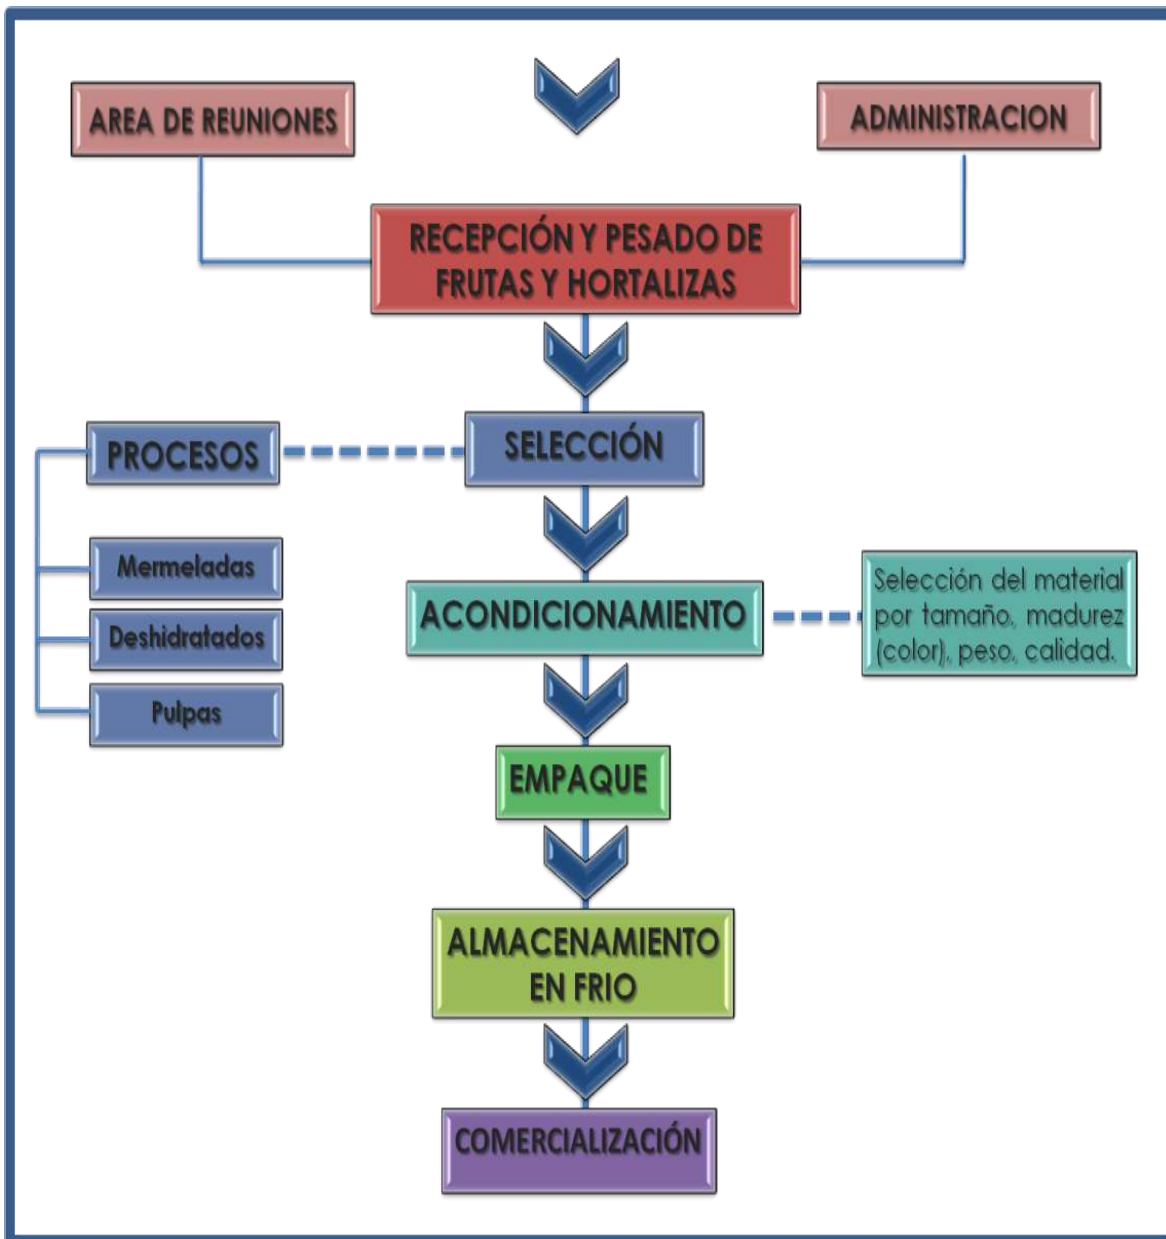 AREA DE REUNIONES
ADMINISTRACION
RECEPCIÓN Y PESADO DE
FRUTAS Y HORTALIZAS
PROCESOS
SELECCIÓN
Mermeladas
Deshidratados
Pulpas
ACONDICIONAMIENTO
Selección del material
por tamaño, madurez
(color), peso, calidad.
EMPAQUE
ALMACENAMIENTO
EN FRIO
COMERCIALIZACIÓN